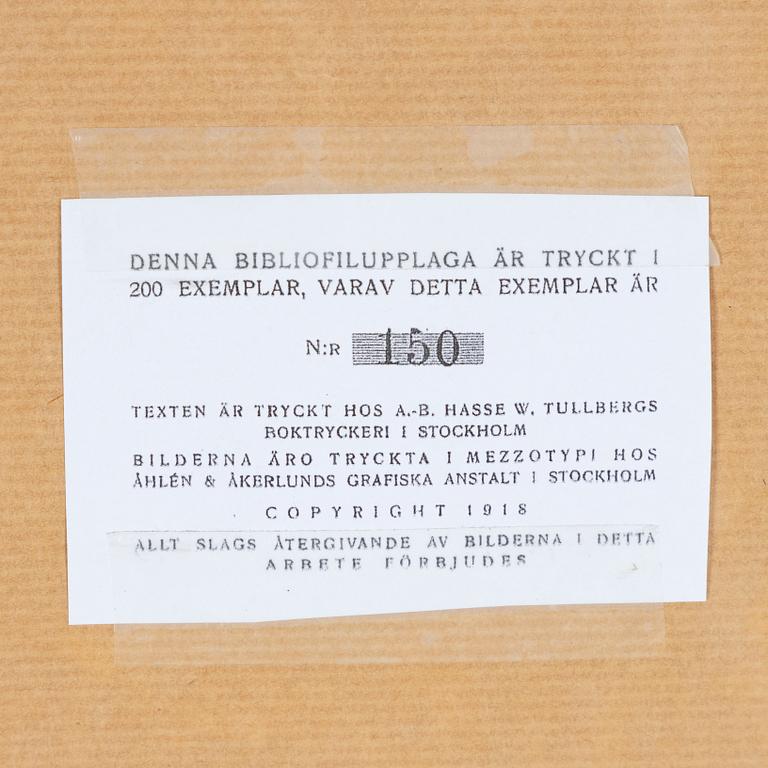 DENNA BIBLIOFILUPPLAGA ÄR TRYCKT I
200 EXEMPLAR, VARAV DETTA EXEMPLAR ÄR
N:R 150
TEXTEN ÄR TRYCKT HOS A.-B. HASSE W. TULLBERGS
BOKTRYCKERI I STOCKHOLM
BILDERNA ÄRO TRYCKTA I MEZZOTYPI HOS
ÅHLÉN & ÅKERLUNDS GRAFISKA ANSTALT I STOCKHOLM
COPYRIGHT 1918
ALLT SLAGS ÅTERGIVANDE AV BILDERNA I DETTA
ARBETE FÖRBJUDES